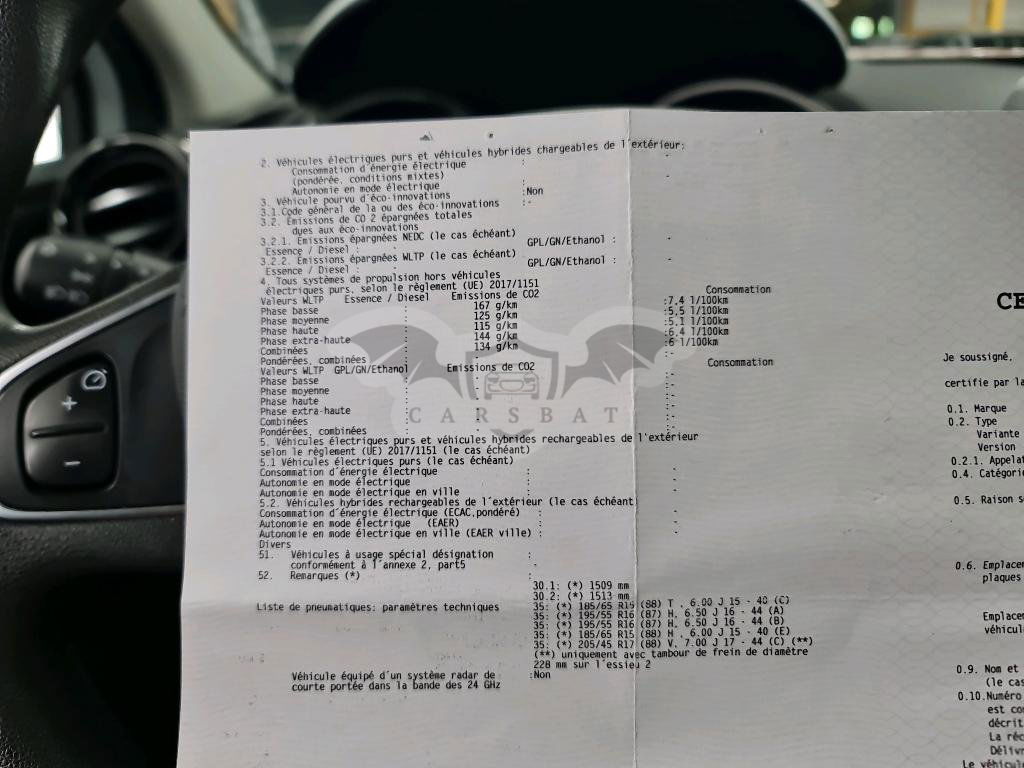 2. Véhicules électriques purs et véhicules hybrides chargeables de l'extérieur:
Consommation d'énergie électrique :
(pondérée, conditions mixtes)
Autonomie en mode électrique :
3. Véhicule pourvu d'éco-innovations :Non
3.1.Code général de la ou des éco-innovations :-
3.2. Emissions de CO 2 épargnées totales
dues aux éco-innovations
3.2.1. Emissions épargnées NEDC (le cas échéant)
Essence / Diesel : - GPL/GN/Ethanol : -
3.2.2. Emissions épargnées WLTP (le cas échéant)
Essence / Diesel : - GPL/GN/Ethanol : -
4. Tous systèmes de propulsion hors véhicules
électriques purs, selon le règlement (UE) 2017/1151
Valeurs WLTP Essence / Diesel Emissions de CO2 Consommation
Phase basse : 167 g/km :7,4 l/100km
Phase moyenne : 125 g/km :5,5 l/100km
Phase haute : 115 g/km :5,1 l/100km
Phase extra-haute : 144 g/km :6,4 l/100km
Combinées : 134 g/km :6 l/100km
Pondérées, combinées : :-
Valeurs WLTP GPL/GN/Ethanol Emissions de CO2 Consommation
Phase basse : - :-
Phase moyenne : - :-
Phase haute : - :-
Phase extra-haute : - :-
Combinées : - :-
Pondérées, combinées : - :-
CARSBAT
5. Véhicules électriques purs et véhicules hybrides rechargeables de l'extérieur
selon le règlement (UE) 2017/1151 (le cas échéant)
5.1 Véhicules électriques purs (le cas échéant)
Consommation d'énergie électrique : -
Autonomie en mode électrique : -
Autonomie en mode électrique en ville : -
5.2. Véhicules hybrides rechargeables de l'extérieur (le cas échéant
Consommation d'énergie électrique (ECAC,pondéré) : -
Autonomie en mode électrique (EAER) : -
Autonomie en mode électrique en ville (EAER ville) : -
Divers
51. Véhicules à usage spécial désignation
conformément à l'annexe 2, part5 : -
52. Remarques (*) :
30.1: (*) 1509 mm
30.2: (*) 1513 mm
Liste de pneumatiques: paramètres techniques
35: (*) 185/65 R15 (88) T . 6.00 J 15 - 40 (C)
35: (*) 195/55 R16 (87) H. 6.50 J 16 - 44 (A)
35: (*) 195/55 R16 (87) H. 6.50 J 16 - 44 (B)
35: (*) 185/65 R15 (88) H . 6.00 J 15 - 40 (E)
35: (*) 205/45 R17 (88) V. 7.00 J 17 - 44 (C) (**)
(**) uniquement avec tambour de frein de diamètre
228 mm sur l'essieu 2
Véhicule équipé d'un système radar de :Non
courte portée dans la bande des 24 GHz
CE
Je soussigné,
certifie par la
0.1. Marque
0.2. Type
Variante
Version
0.2.1. Appelat
0.4. Catégorie
0.5. Raison s
0.6. Emplacem
plaques
Emplacem
véhicul
0.9. Nom et
(le cas
0.10.Numéro
est co
décrit
La réc
Délivr
Le véhicule